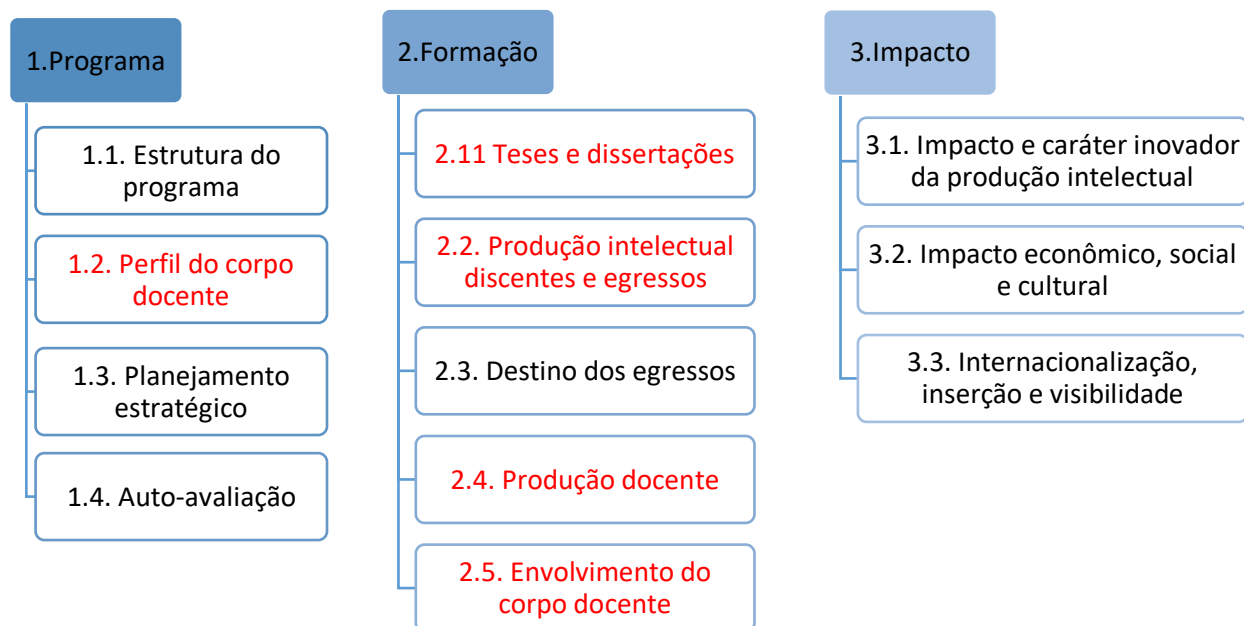 1.Programa
1.1. Estrutura do
programa
1.2. Perfil do corpo
docente
1.3. Planejamento
estratégico
1.4. Auto-avaliação
2.Formação
2.11 Teses e dissertações
2.2. Produção intelectual
discentes e egressos
2.3. Destino dos egressos
2.4. Produção docente
2.5. Envolvimento do
corpo docente
3.Impacto
3.1. Impacto e caráter inovador
da produção intelectual
3.2. Impacto econômico, social
e cultural
3.3. Internacionalização,
inserção e visibilidade